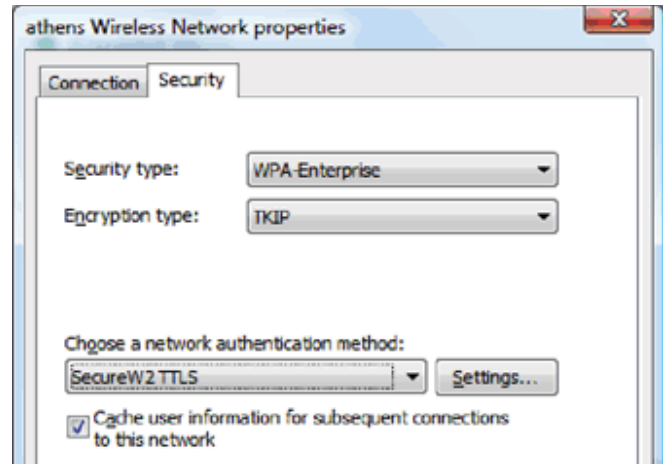 athens Wireless Network properties
Connection Security
Security type: WPA-Enterprise
Encryption type: TKIP
Choose a network authentication method:
SecureW2 TTLS Settings...
Cache user information for subsequent connections
to this network